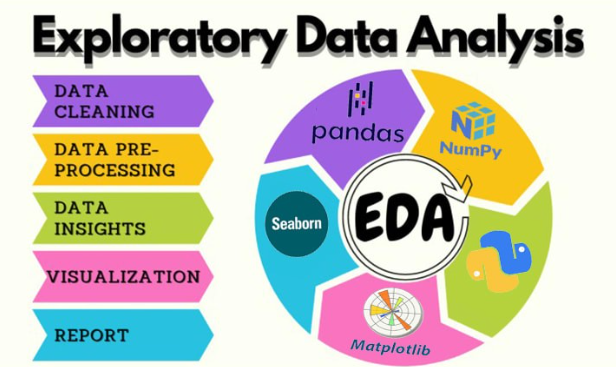 Exploratory Data Analysis
DATA
CLEANING
DATA PRE-
PROCESSING
DATA
INSIGHTS
VISUALIZATION
REPORT
pandas
NumPy
Seaborn
EDA
Matplotlib